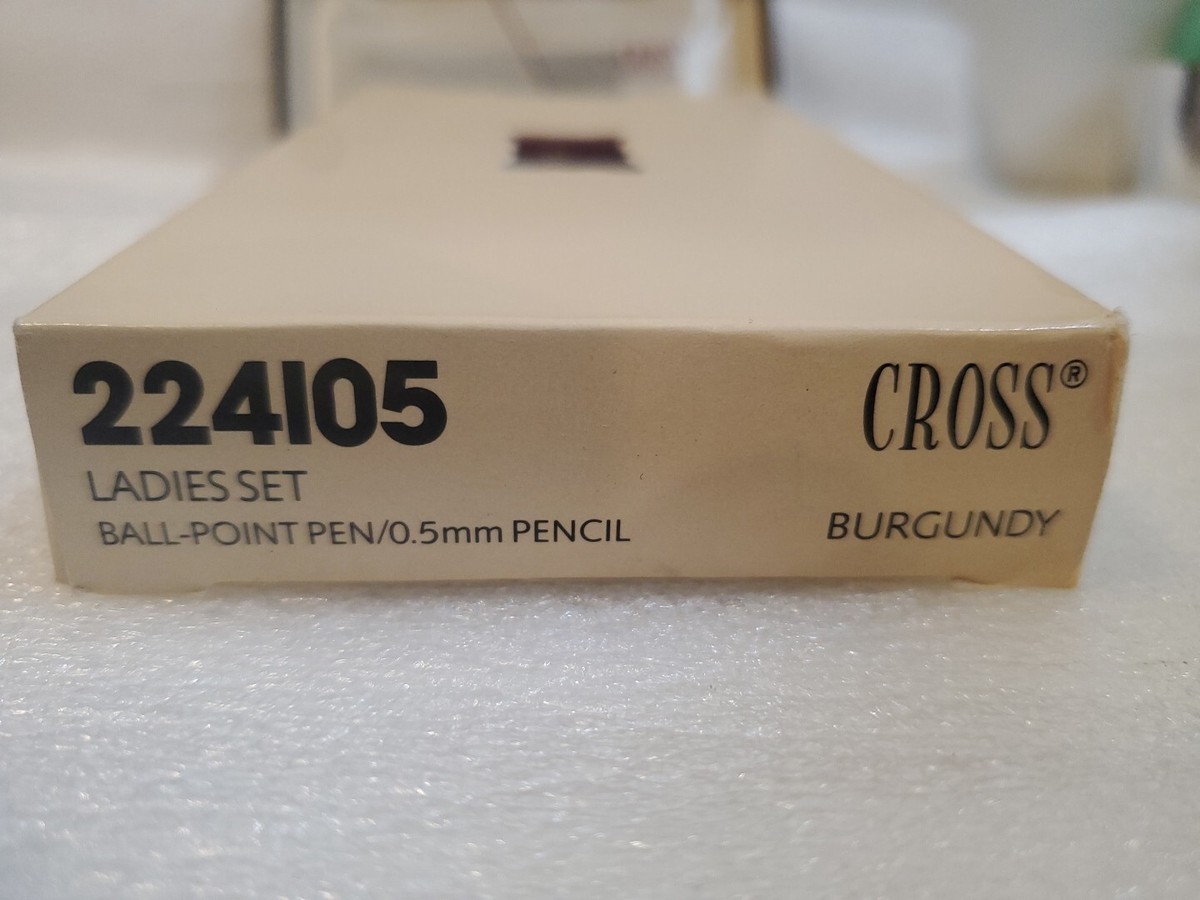 224105
LADIES SET
BALL-POINT PEN/0.5mm PENCIL
CROSS®
BURGUNDY